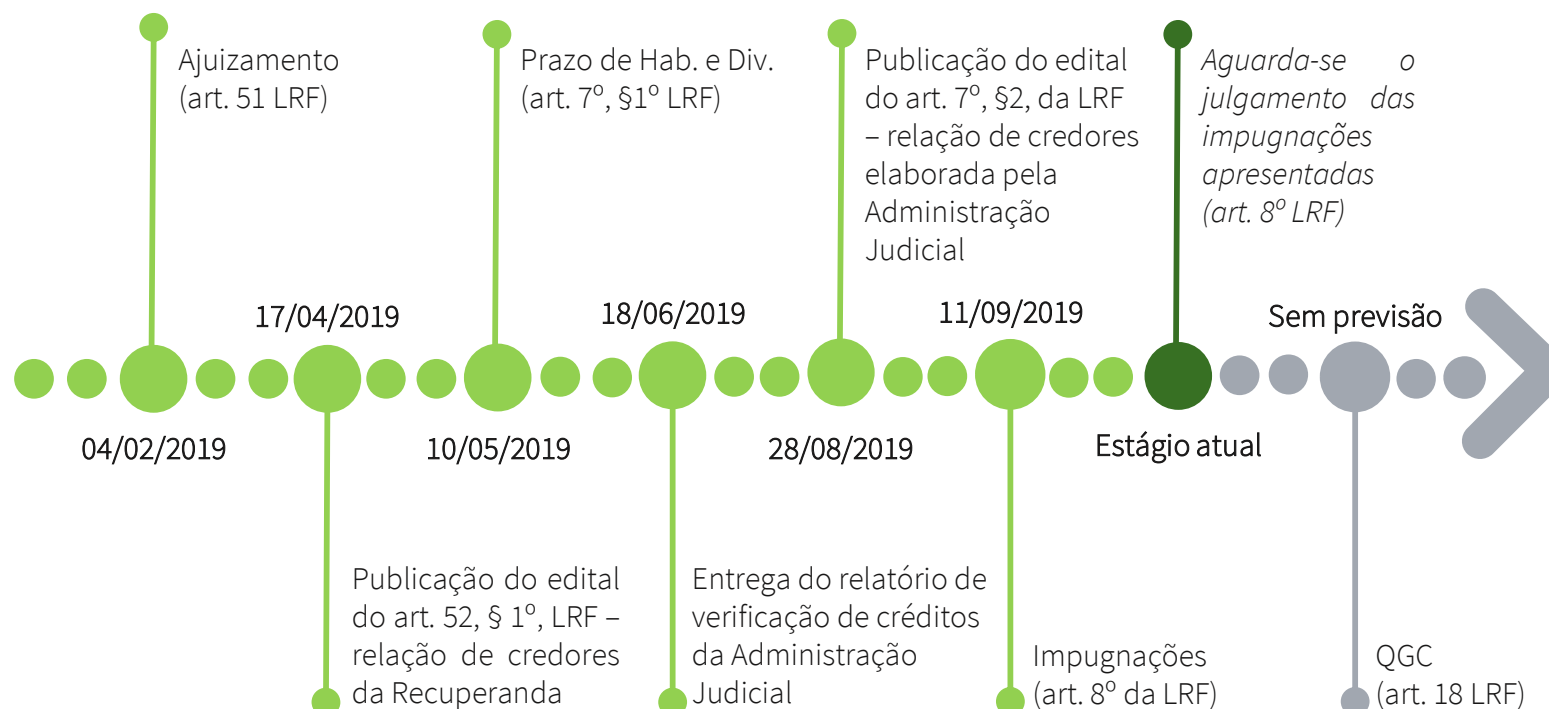 Ajuizamento
(art. 51 LRF)
Prazo de Hab. e Div.
(art. 7º, §1º LRF)
Publicação do edital
do art. 7º, §2, da LRF
– relação de credores
elaborada pela
Administração
Judicial
Aguarda-se o
julgamento das
impugnações
apresentadas
(art. 8º LRF)
17/04/2019
18/06/2019
11/09/2019
Sem previsão
04/02/2019
10/05/2019
28/08/2019
Estágio atual
Publicação do edital
do art. 52, § 1º, LRF –
relação de credores
da Recuperanda
Entrega do relatório de
verificação de créditos
da Administração
Judicial
Impugnações
(art. 8º da LRF)
QGC
(art. 18 LRF)